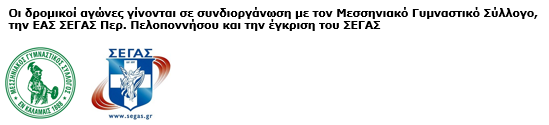 Οι δρομικοί αγώνες γίνονται σε συνδιοργάνωση με τον Μεσσηνιακό Γυμναστικό Σύλλογο,
την ΕΑΣ ΣΕΓΑΣ Περ. Πελοποννήσου και την έγκριση του ΣΕΓΑΣ
ΜΕΣΣΗΝΙΑΚΟΣ ΓΥΜΝΑΣΤΙΚΟΣ ΣΥΛΛΟΓΟΣ
ΕΝ ΚΑΛΑΜΑΙΣ 1888
ΣΕΓΑΣ
www.segas.gr